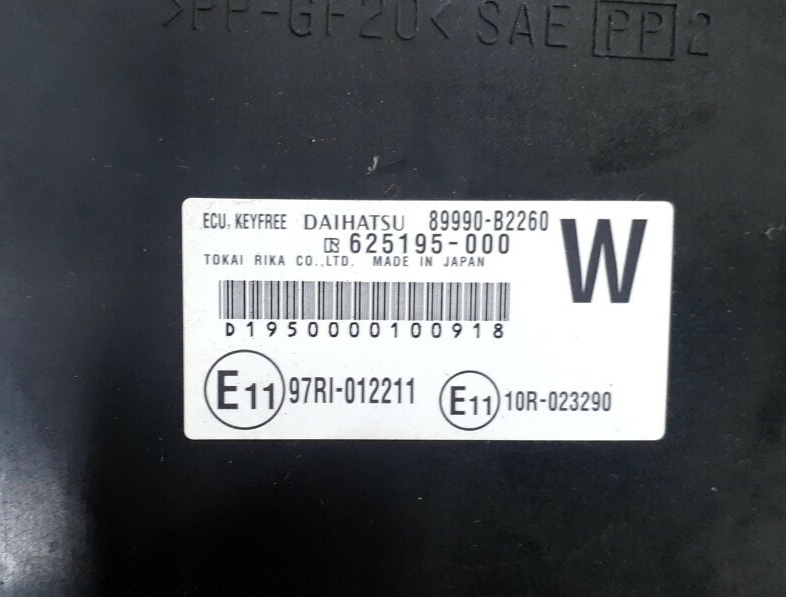 >PP-GF20< SAE PP 2
ECU, KEYFREE DAIHATSU 89990-B2260
625195-000
W
TOKAI RIKA CO.,LTD. MADE IN JAPAN
D1950000100918
E11 97RI-012211 E11 10R-023290